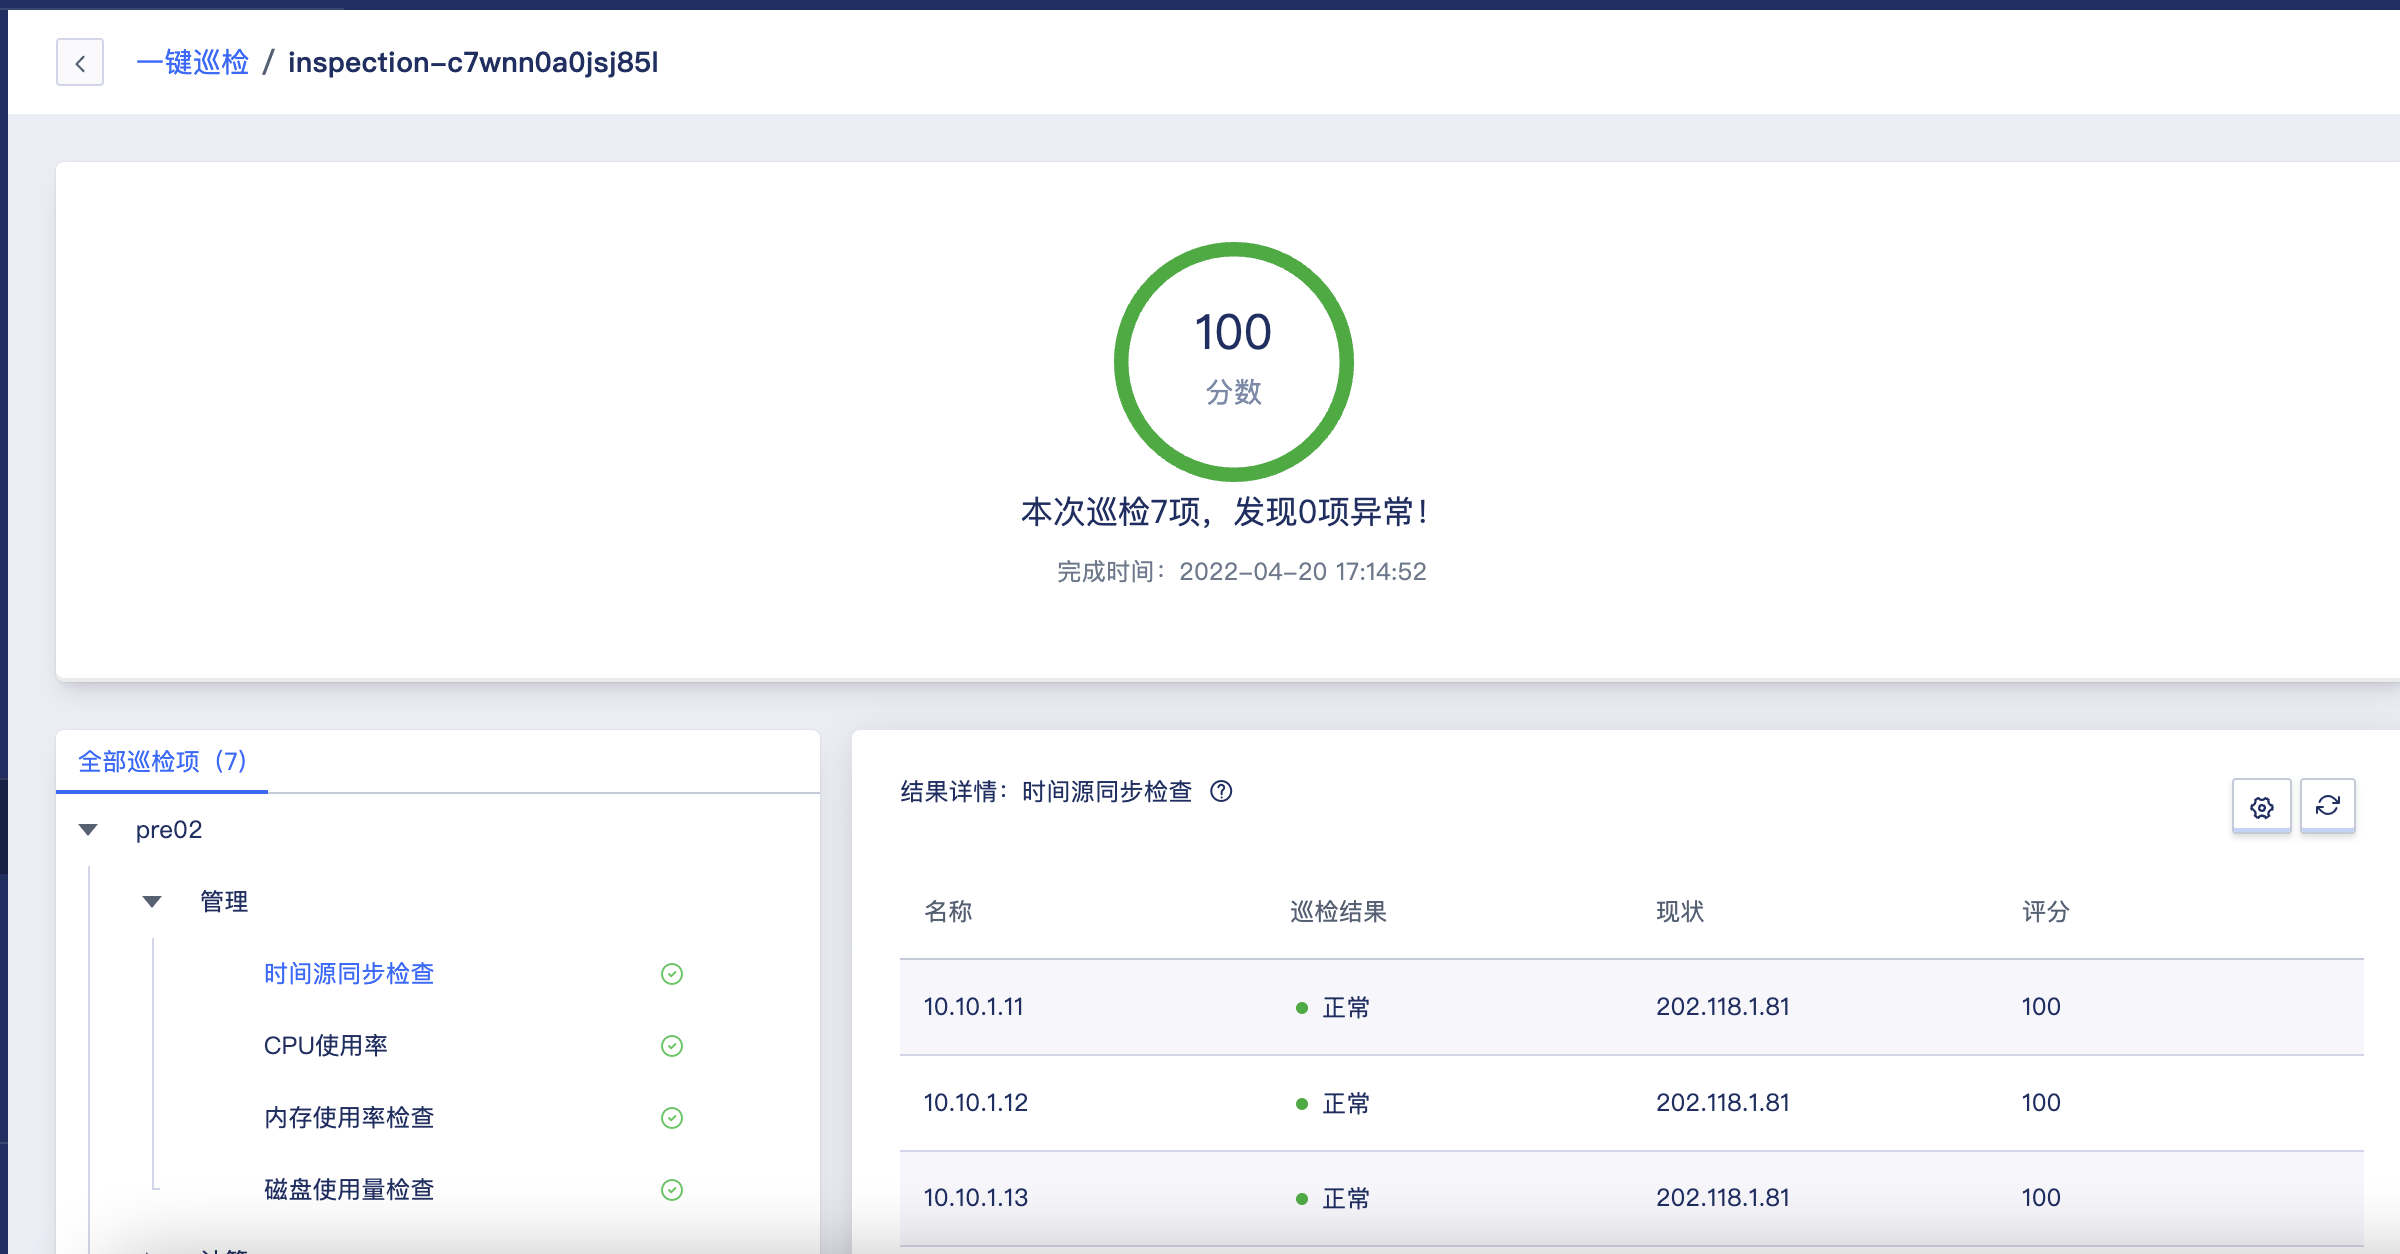 一键巡检 / inspection-c7wnn0a0jsj85l
100
分数
本次巡检7项，发现0项异常！
完成时间：2022-04-20 17:14:52
全部巡检项（7）
pre02
管理
时间源同步检查
CPU使用率
内存使用率检查
磁盘使用量检查
结果详情：时间源同步检查
名称 巡检结果 现状 评分
10.10.1.11 正常 202.118.1.81 100
10.10.1.12 正常 202.118.1.81 100
10.10.1.13 正常 202.118.1.81 100